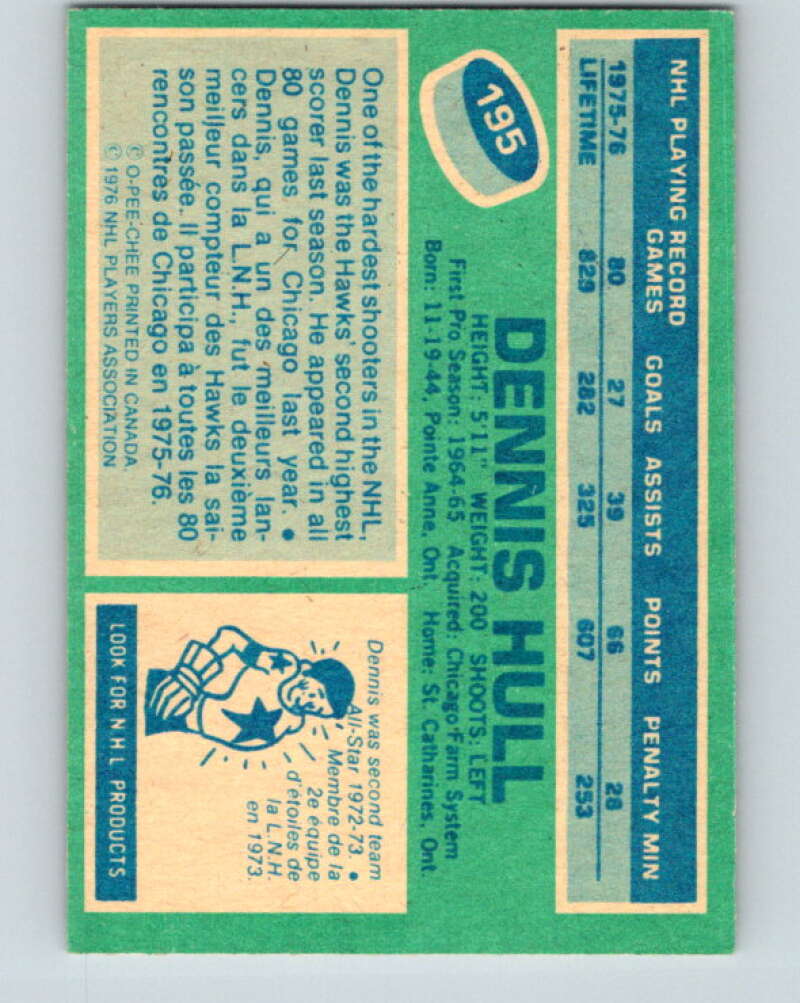 NHL PLAYING RECORD
GAMES GOALS ASSISTS POINTS PENALTY MIN
1975-76 80 27 39 66 28
LIFETIME 829 282 325 607 253
195
DENNIS HULL
HEIGHT: 5'11" WEIGHT: 200 SHOOTS: LEFT
First Pro Season: 1964-65 Acquired: Chicago Farm System
Born: 11-19-44, Pointe Anne, Ont. Home: St. Catharines, Ont.
One of the hardest shooters in the NHL,
Dennis was the Hawks' second highest
scorer last season. He appeared in all
80 games for Chicago last year. •
Dennis, qui a un des meilleurs lan-
cers dans la L.N.H., fut le deuxième
meilleur compteur des Hawks la sai-
son passée. Il participa à toutes les 80
rencontres de Chicago en 1975-76.
© O-PEE-CHEE PRINTED IN CANADA
© 1976 NHL PLAYERS ASSOCIATION
Dennis was second team
All-Star 1972-73. •
Membre de la
2e équipe
d'étoiles de
la L.N.H.
en 1973.
LOOK FOR N.H.L PRODUCTS